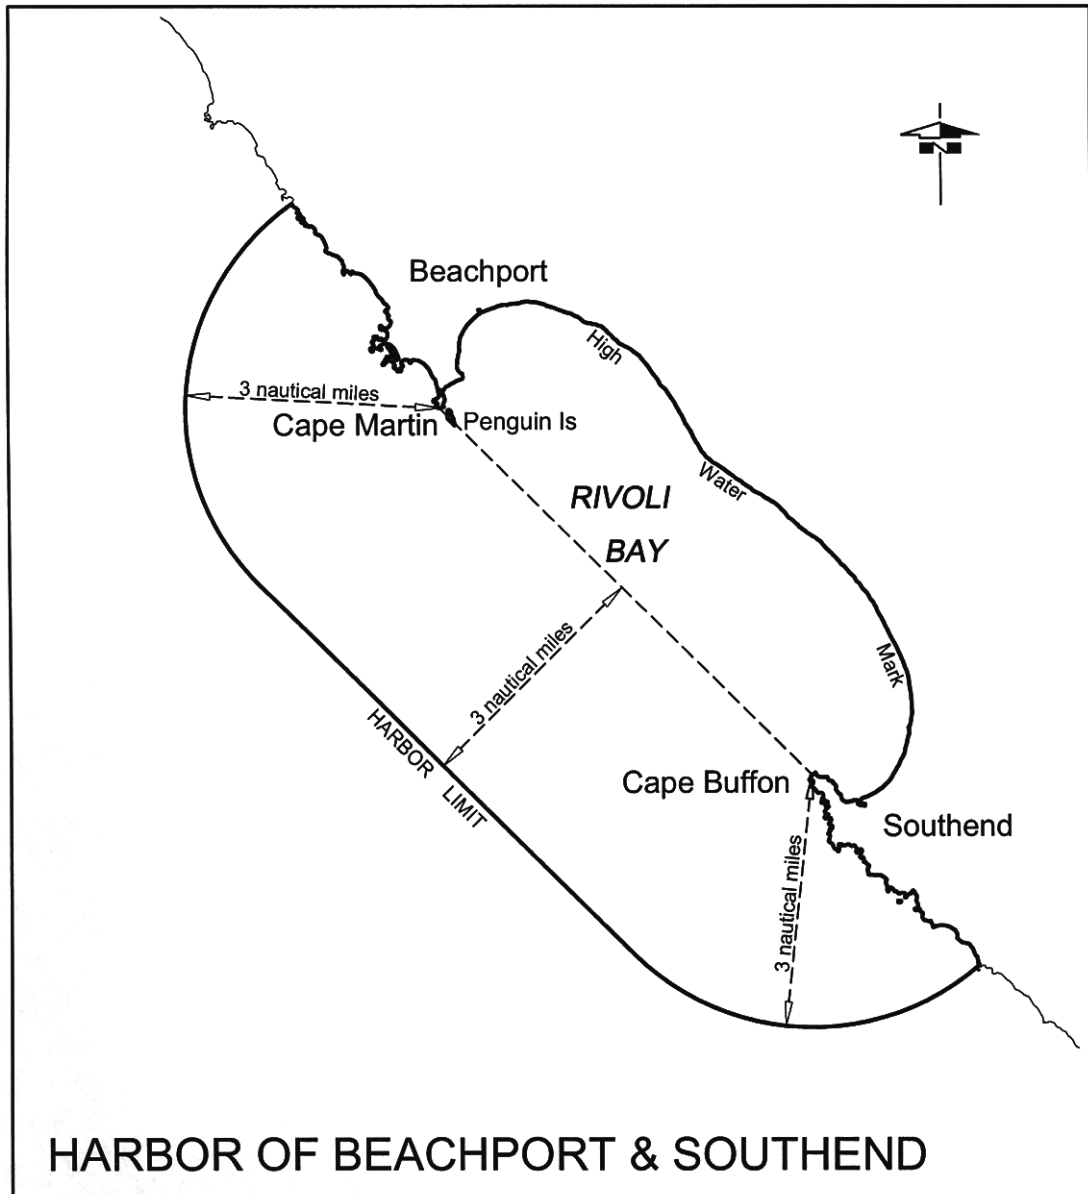 N
Beachport
High
3 nautical miles
Cape Martin
Penguin Is
Water
RIVOLI
BAY
3 nautical miles
Mark
HARBOR
LIMIT
Cape Buffon
Southend
3 nautical miles
HARBOR OF BEACHPORT & SOUTHEND